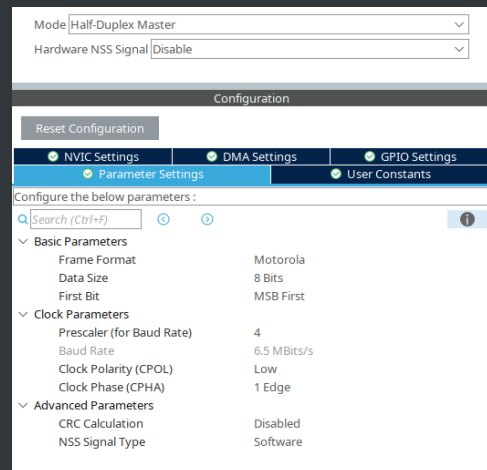 Mode Half-Duplex Master
Hardware NSS Signal Disable
Configuration
Reset Configuration
NVIC Settings DMA Settings GPIO Settings
Parameter Settings User Constants
Configure the below parameters :
Search (Ctrl+F)
Basic Parameters
Frame Format Motorola
Data Size 8 Bits
First Bit MSB First
Clock Parameters
Prescaler (for Baud Rate) 4
Baud Rate 6.5 MBits/s
Clock Polarity (CPOL) Low
Clock Phase (CPHA) 1 Edge
Advanced Parameters
CRC Calculation Disabled
NSS Signal Type Software